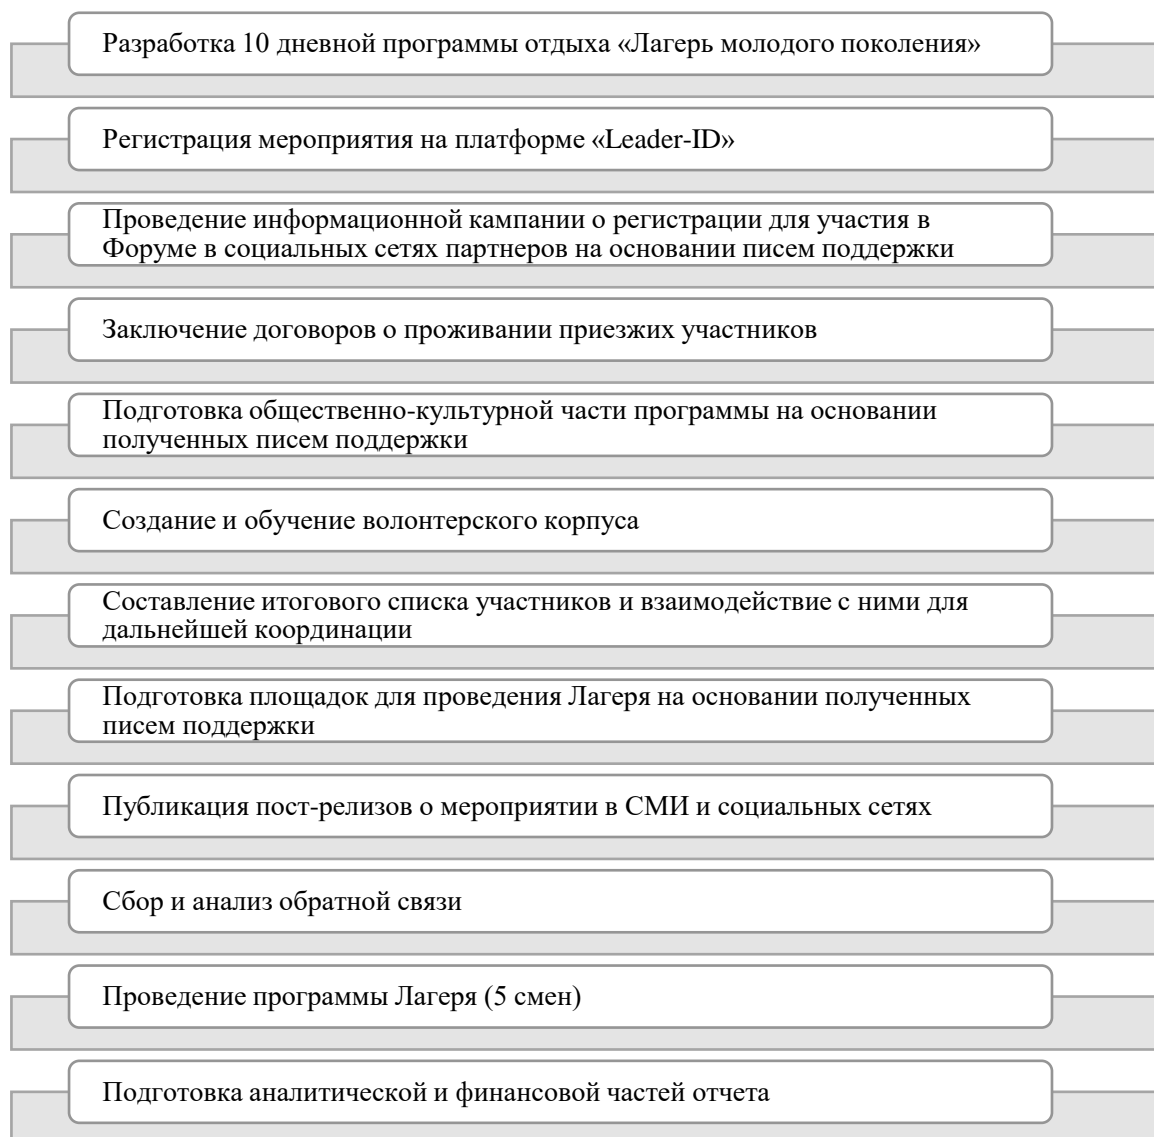 Разработка 10 дневной программы отдыха «Лагерь молодого поколения»
Регистрация мероприятия на платформе «Leader-ID»
Проведение информационной кампании о регистрации для участия в
Форуме в социальных сетях партнеров на основании писем поддержки
Заключение договоров о проживании приезжих участников
Подготовка общественно-культурной части программы на основании
полученных писем поддержки
Создание и обучение волонтерского корпуса
Составление итогового списка участников и взаимодействие с ними для
дальнейшей координации
Подготовка площадок для проведения Лагеря на основании полученных
писем поддержки
Публикация пост-релизов о мероприятии в СМИ и социальных сетях
Сбор и анализ обратной связи
Проведение программы Лагеря (5 смен)
Подготовка аналитической и финансовой частей отчета